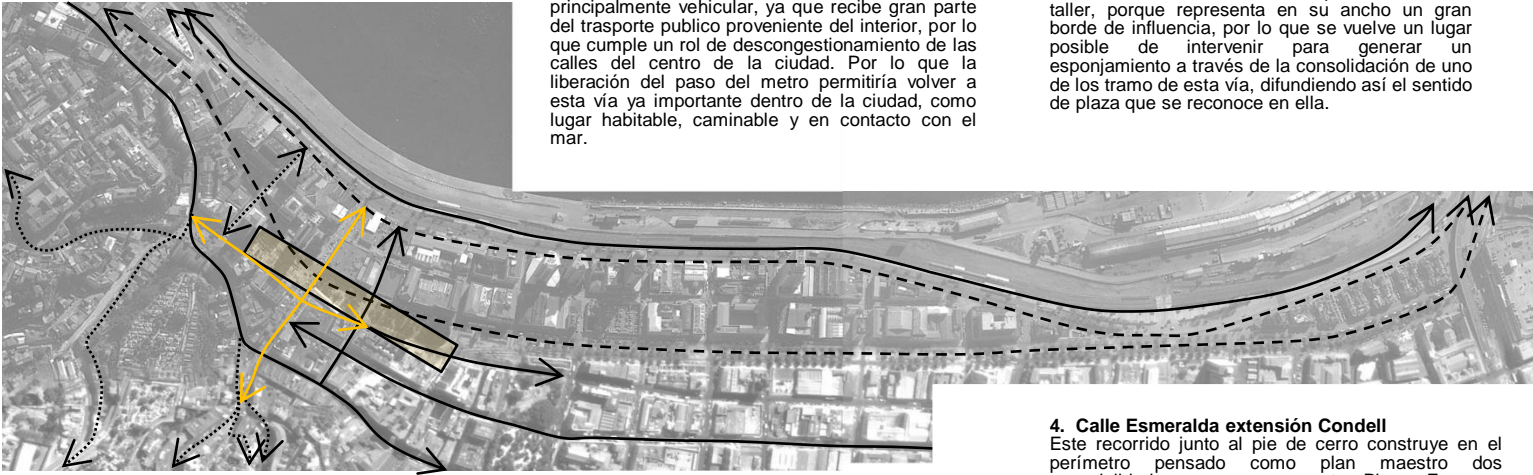 principalmente vehicular, ya que recibe gran parte
del trasporte publico proveniente del interior, por lo
que cumple un rol de descongestionamiento de las
calles del centro de la ciudad. Por lo que la
liberación del paso del metro permitiría volver a
esta vía ya importante dentro de la ciudad, como
lugar habitable, caminable y en contacto con el
mar.
taller, porque representa en su ancho un gran
borde de influencia, por lo que se vuelve un lugar
posible de intervenir para generar un
esponjamiento a través de la consolidación de uno
de los tramo de esta vía, difundiendo así el sentido
de plaza que se reconoce en ella.
4. Calle Esmeralda extensión Condell
Este recorrido junto al pie de cerro construye en el
perímetro pensado como plan maestro dos